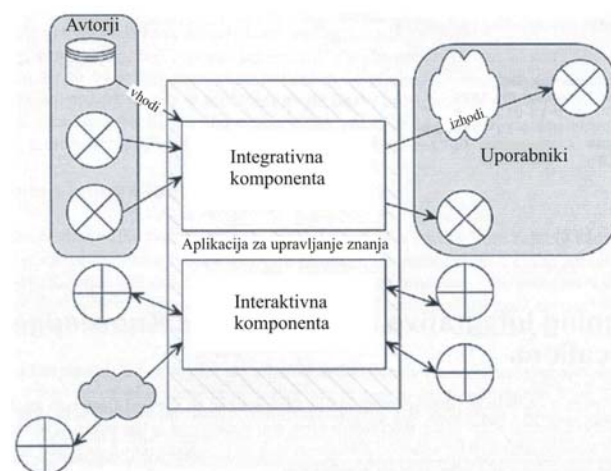 Avtorji
vhodi
izhodi
Uporabniki
Integrativna
komponenta
Aplikacija za upravljanje znanja
Interaktivna
komponenta